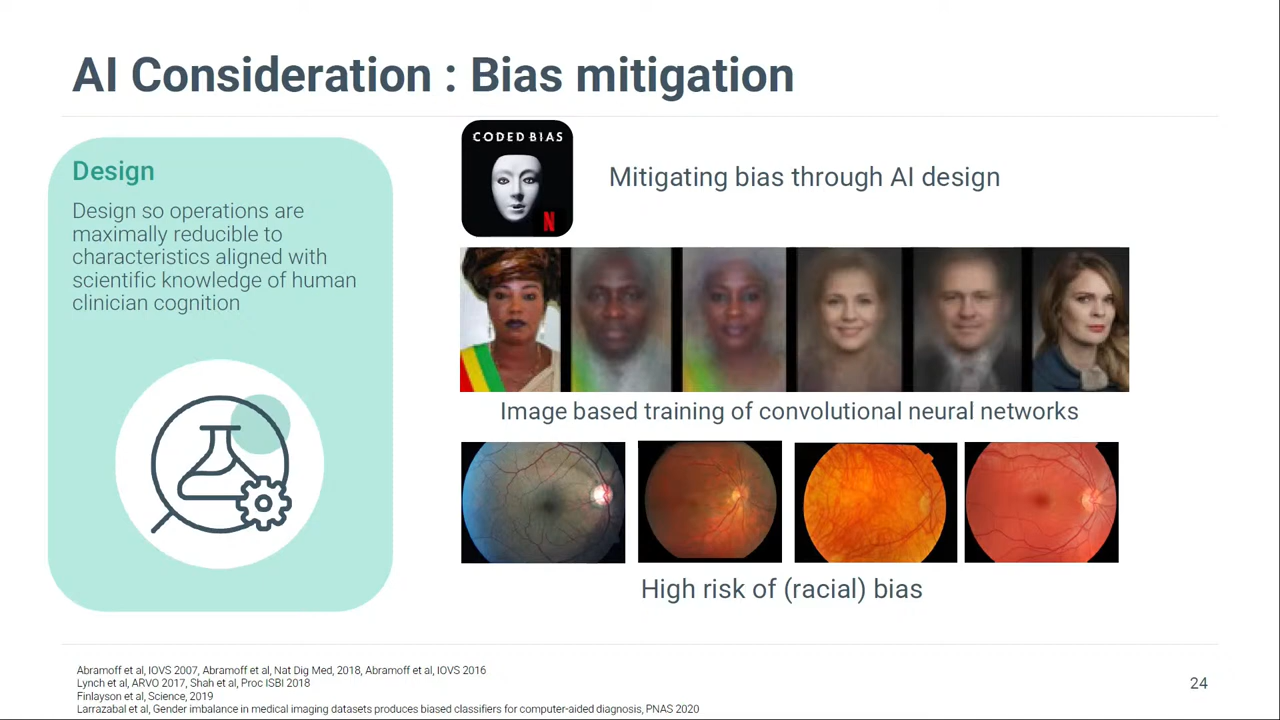 AI Consideration : Bias mitigation
Design
Design so operations are
maximally reducible to
characteristics aligned with
scientific knowledge of human
clinician cognition
CODED BIAS
N
Mitigating bias through AI design
Image based training of convolutional neural networks
High risk of (racial) bias
Abramoff et al, IOVS 2007, Abramoff et al, Nat Dig Med, 2018, Abramoff et al, IOVS 2016
Lynch et al, ARVO 2017, Shah et al, Proc ISBI 2018
Finlayson et al, Science, 2019
Larrazabal et al, Gender imbalance in medical imaging datasets produces biased classifiers for computer-aided diagnosis, PNAS 2020
24